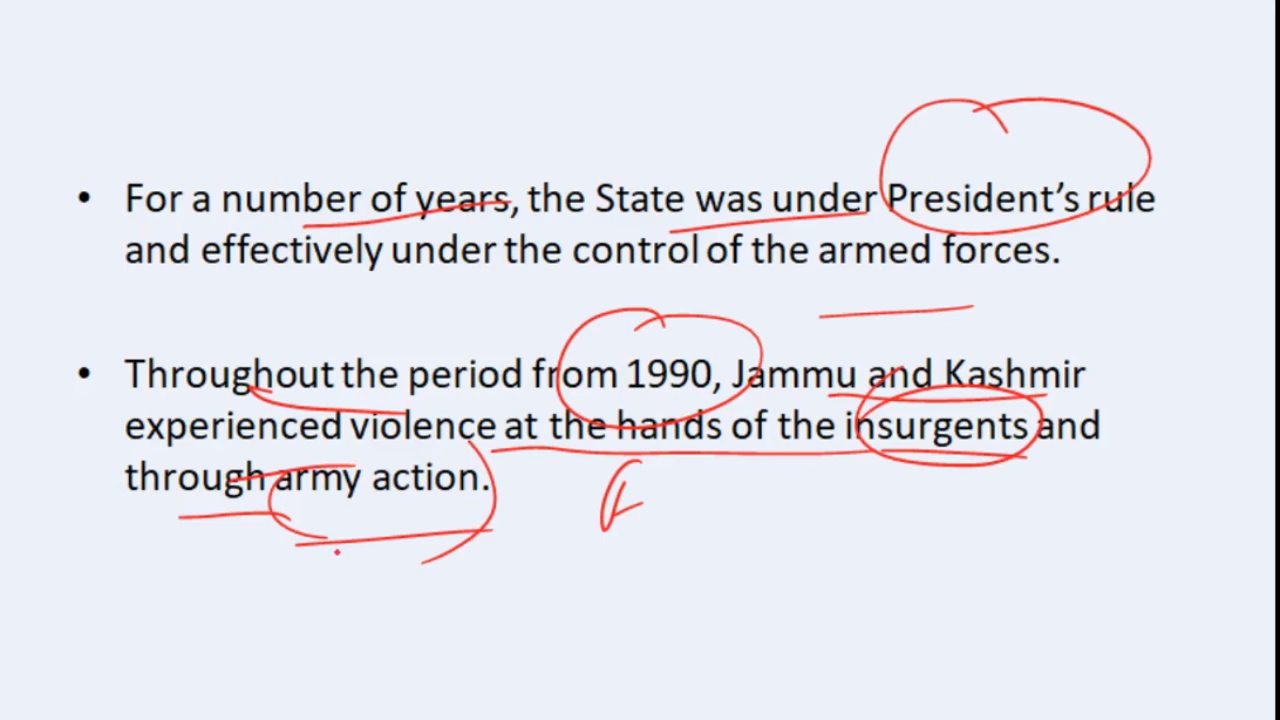 • For a number of years, the State was under President’s rule
and effectively under the control of the armed forces.
• Throughout the period from 1990, Jammu and Kashmir
experienced violence at the hands of the insurgents and
through army action.